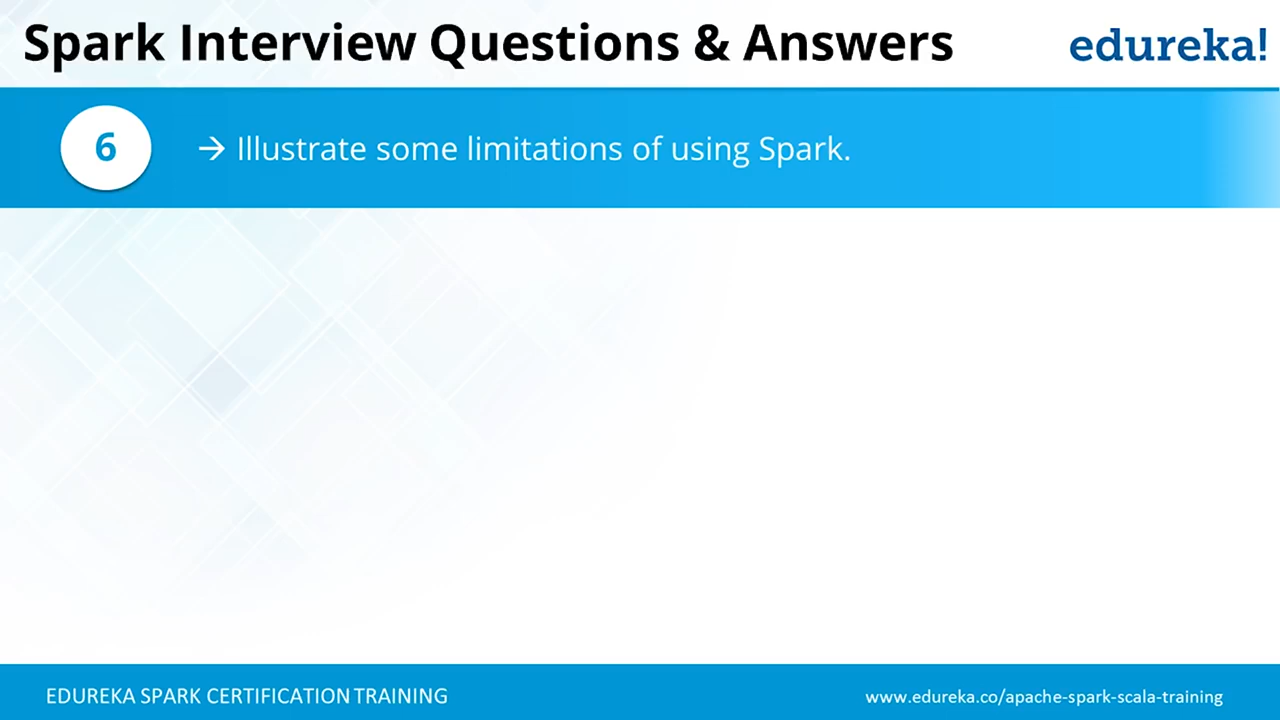 Spark Interview Questions & Answers
edureka!
6
→ Illustrate some limitations of using Spark.
EDUREKA SPARK CERTIFICATION TRAINING
www.edureka.co/apache-spark-scala-training